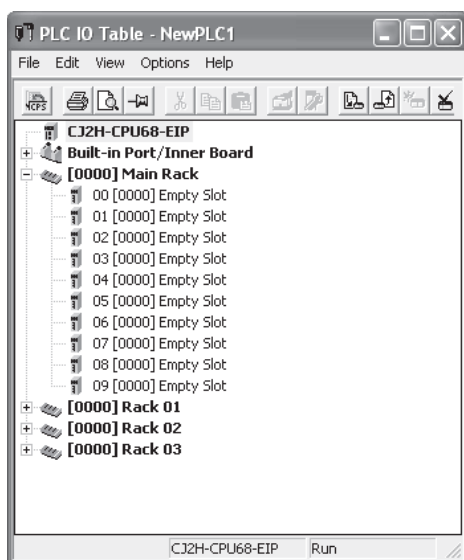 PLC IO Table - NewPLC1
File Edit View Options Help
CJ2H-CPU68-EIP
Built-in Port/Inner Board
[0000] Main Rack
00 [0000] Empty Slot
01 [0000] Empty Slot
02 [0000] Empty Slot
03 [0000] Empty Slot
04 [0000] Empty Slot
05 [0000] Empty Slot
06 [0000] Empty Slot
07 [0000] Empty Slot
08 [0000] Empty Slot
09 [0000] Empty Slot
[0000] Rack 01
[0000] Rack 02
[0000] Rack 03
CJ2H-CPU68-EIP Run